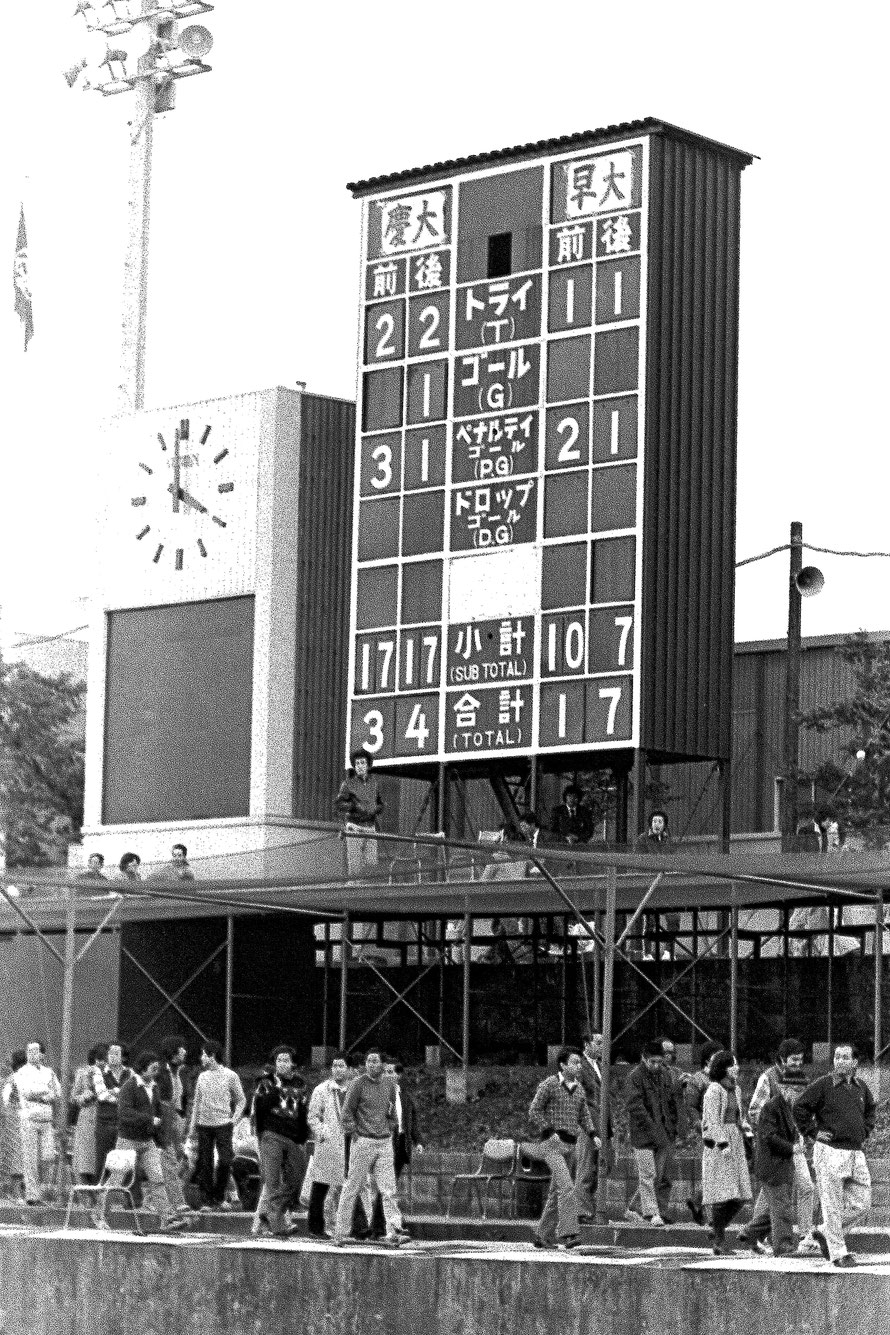 慶大 早大
前 後 前 後
2 2 トライ 1 1
(T)
1 ゴール
(G)
3 1 ペナルティ 2 1
ゴール
(P.G)
ドロップ
ゴール
(D.G)
17 17 小計 10 7
(SUB TOTAL)
3 4 合計 1 7
(TOTAL)